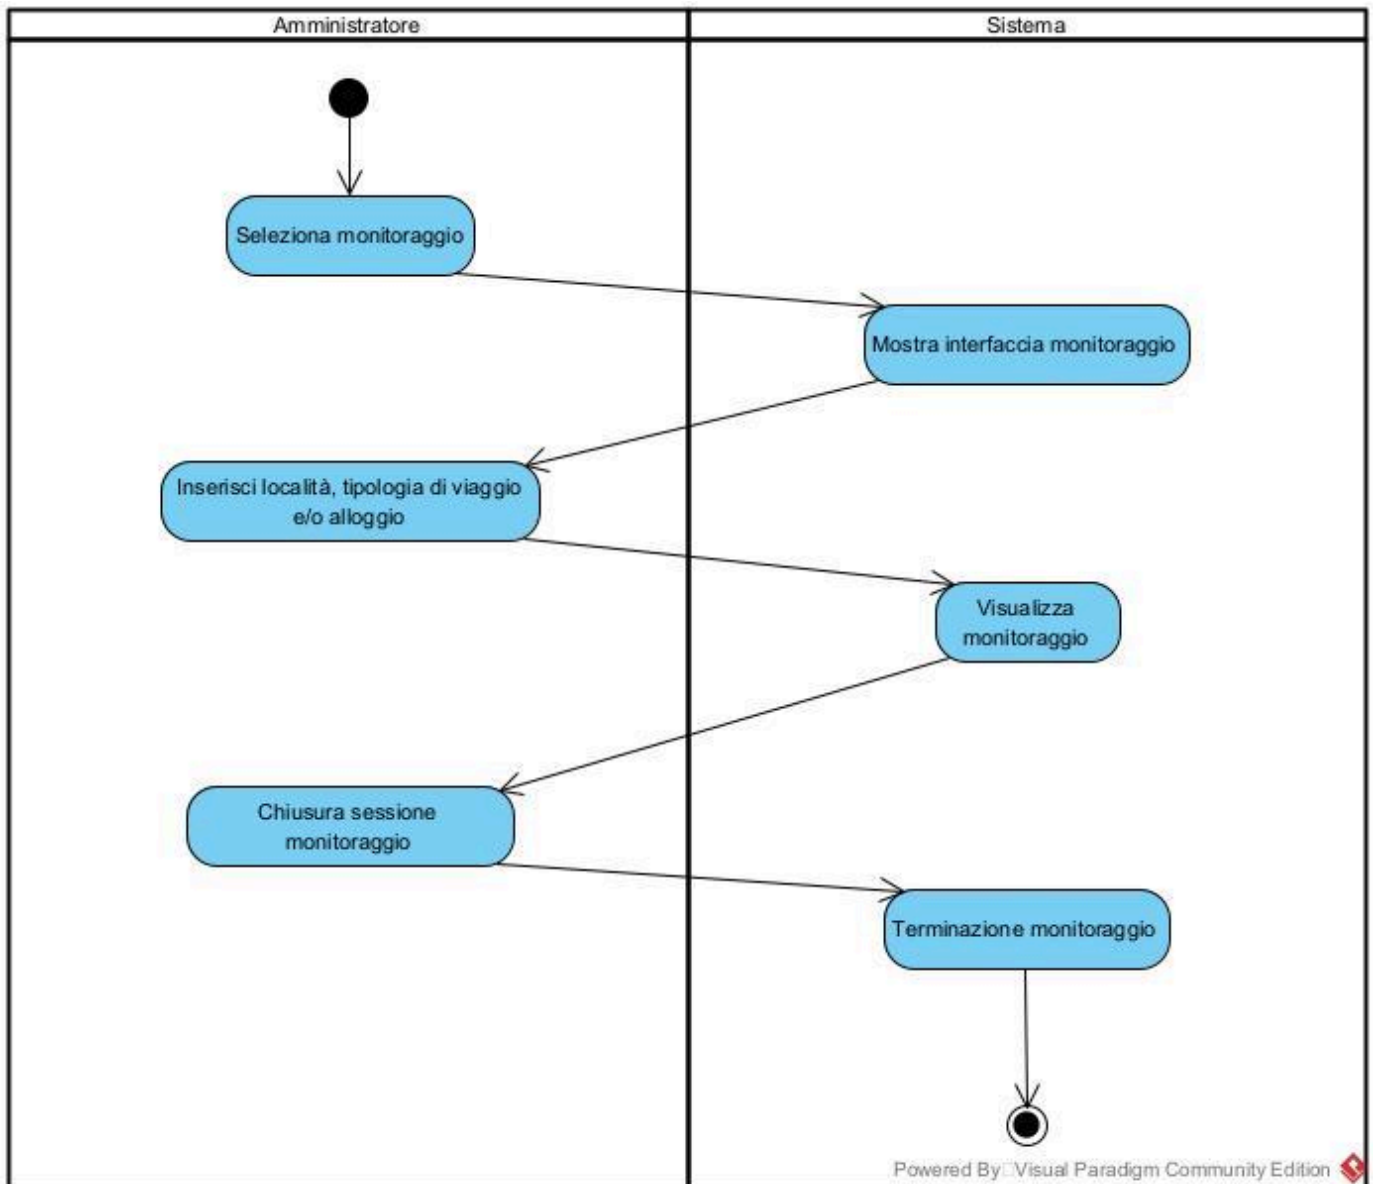 Amministratore
Sistema
Seleziona monitoraggio
Mostra interfaccia monitoraggio
Inserisci località, tipologia di viaggio
e/o alloggio
Visualizza
monitoraggio
Chiusura sessione
monitoraggio
Terminazione monitoraggio
Powered By Visual Paradigm Community Edition